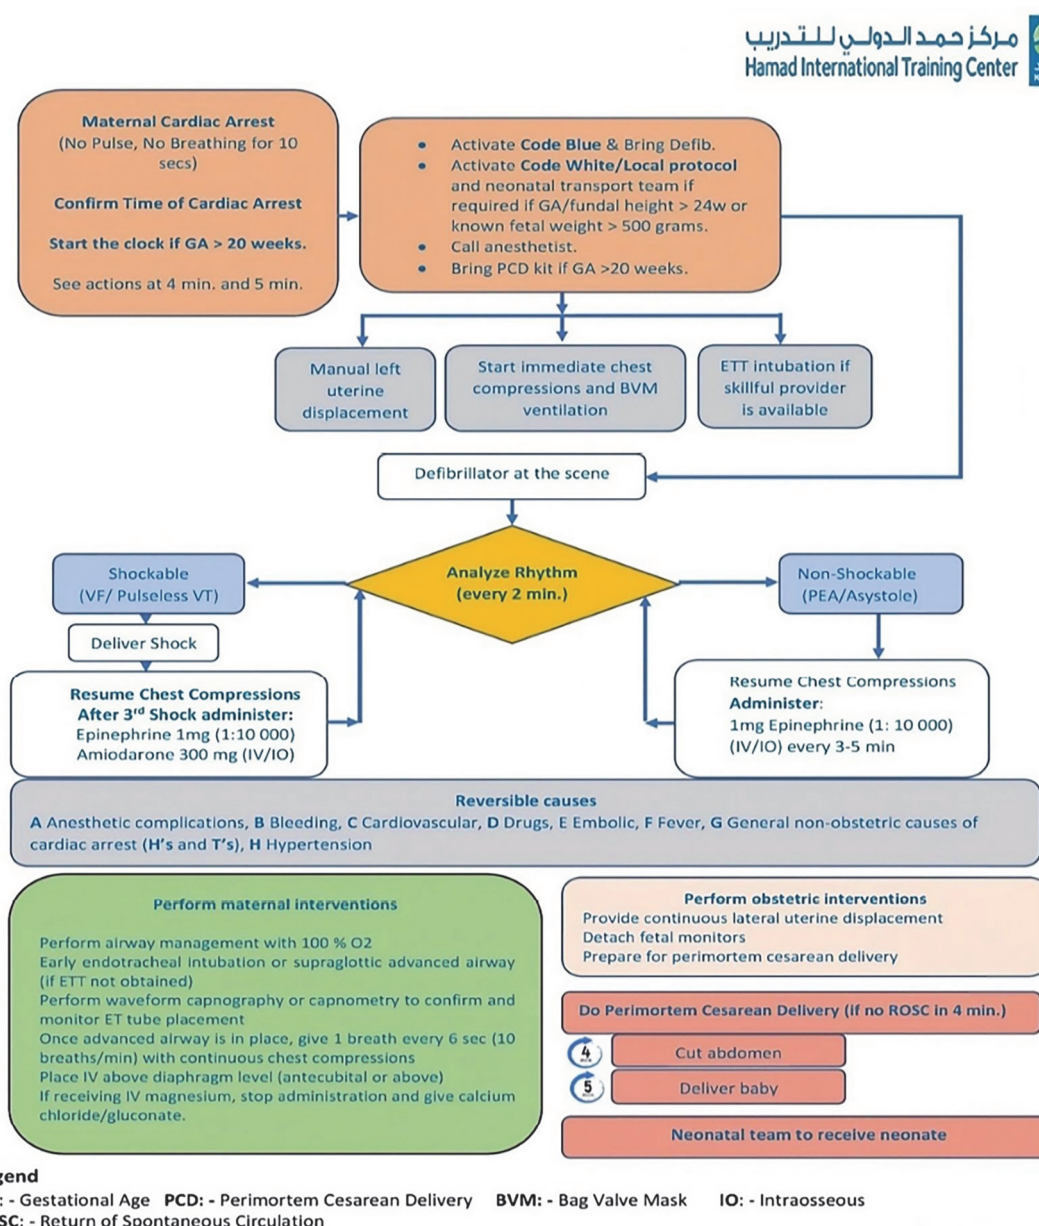 مركز حمد الدولي للتدريب
Hamad International Training Center
Maternal Cardiac Arrest
(No Pulse, No Breathing for 10
secs)
Confirm Time of Cardiac Arrest
Start the clock if GA > 20 weeks.
See actions at 4 min. and 5 min.
• Activate Code Blue & Bring Defib.
• Activate Code White/Local protocol
and neonatal transport team if
required if GA/fundal height > 24w or
known fetal weight > 500 grams.
• Call anesthetist.
• Bring PCD kit if GA >20 weeks.
Manual left
uterine
displacement
Start immediate chest
compressions and BVM
ventilation
ETT intubation if
skillful provider
is available
Defibrillator at the scene
Analyze Rhythm
(every 2 min.)
Shockable
(VF/ Pulseless VT)
Deliver Shock
Resume Chest Compressions
After 3rd Shock administer:
Epinephrine 1mg (1:10 000)
Amiodarone 300 mg (IV/IO)
Non-Shockable
(PEA/Asystole)
Resume Chest Compressions
Administer:
1mg Epinephrine (1: 10 000)
(IV/IO) every 3-5 min
Reversible causes
A Anesthetic complications, B Bleeding, C Cardiovascular, D Drugs, E Embolic, F Fever, G General non-obstetric causes of
cardiac arrest (H's and T's), H Hypertension
Perform maternal interventions
Perform airway management with 100 % O2
Early endotracheal intubation or supraglottic advanced airway
(if ETT not obtained)
Perform waveform capnography or capnometry to confirm and
monitor ET tube placement
Once advanced airway is in place, give 1 breath every 6 sec (10
breaths/min) with continuous chest compressions
Place IV above diaphragm level (antecubital or above)
If receiving IV magnesium, stop administration and give calcium
chloride/gluconate.
Perform obstetric interventions
Provide continuous lateral uterine displacement
Detach fetal monitors
Prepare for perimortem cesarean delivery
Do Perimortem Cesarean Delivery (if no ROSC in 4 min.)
4
Cut abdomen
5
Deliver baby
Neonatal team to receive neonate
gend
: - Gestational Age PCD: - Perimortem Cesarean Delivery BVM: - Bag Valve Mask IO: - Intraosseous
SC: - Return of Spontaneous Circulation